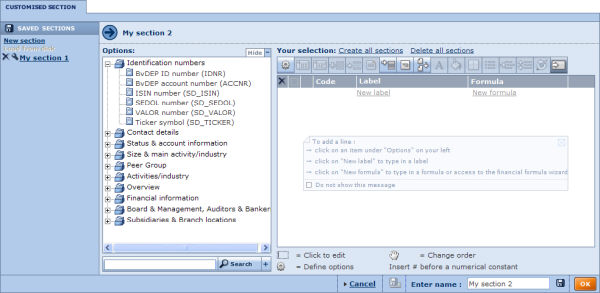 CUSTOMISED SECTION
SAVED SECTIONS
New section
My section 1
My section 2
Options:
Hide
Identification numbers
BvDEP ID number (IDNR)
BvDEP account number (ACCNR)
ISIN number (SD_ISIN)
SEDOL number (SD_SEDOL)
VALOR number (SD_VALOR)
Ticker symbol (SD_TICKER)
Contact details
Status & account information
Size & main activity/industry
Peer Group
Activities/industry
Overview
Financial information
Board & Management, Auditors & Bankers
Subsidiaries & Branch locations
Search +
Your selection: Create all sections Delete all sections
Code Label Formula
New label New formula
To add a line :
click on an item under "Options" on your left
click on "New label" to type in a label
click on "New formula" to type in a formula or access to the financial formula wizard
Do not show this message
= Click to edit = Change order
= Define options Insert # before a numerical constant
Cancel Enter name : My section 2 OK